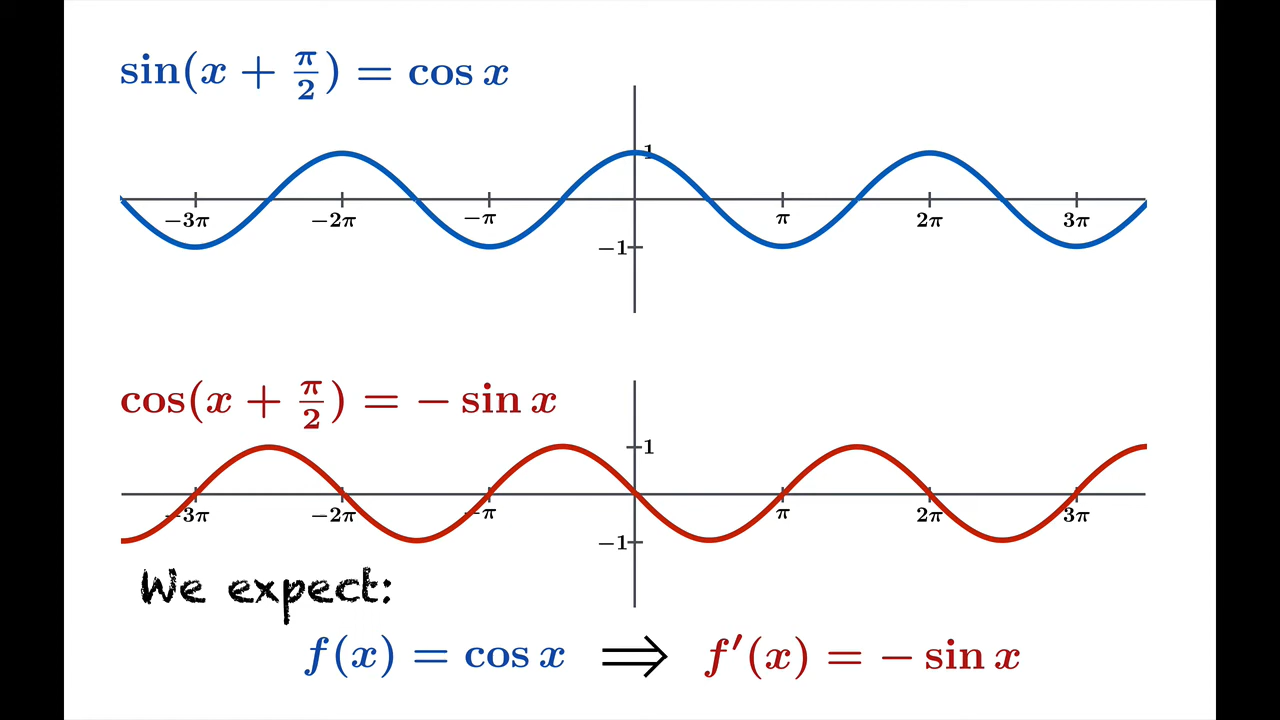 sin(x + π/2) = cos x
1
−3π −2π −π π 2π 3π
−1
cos(x + π/2) = − sin x
1
−3π −2π −π π 2π 3π
−1
We expect:
f(x) = cos x ⟹ f′(x) = − sin x